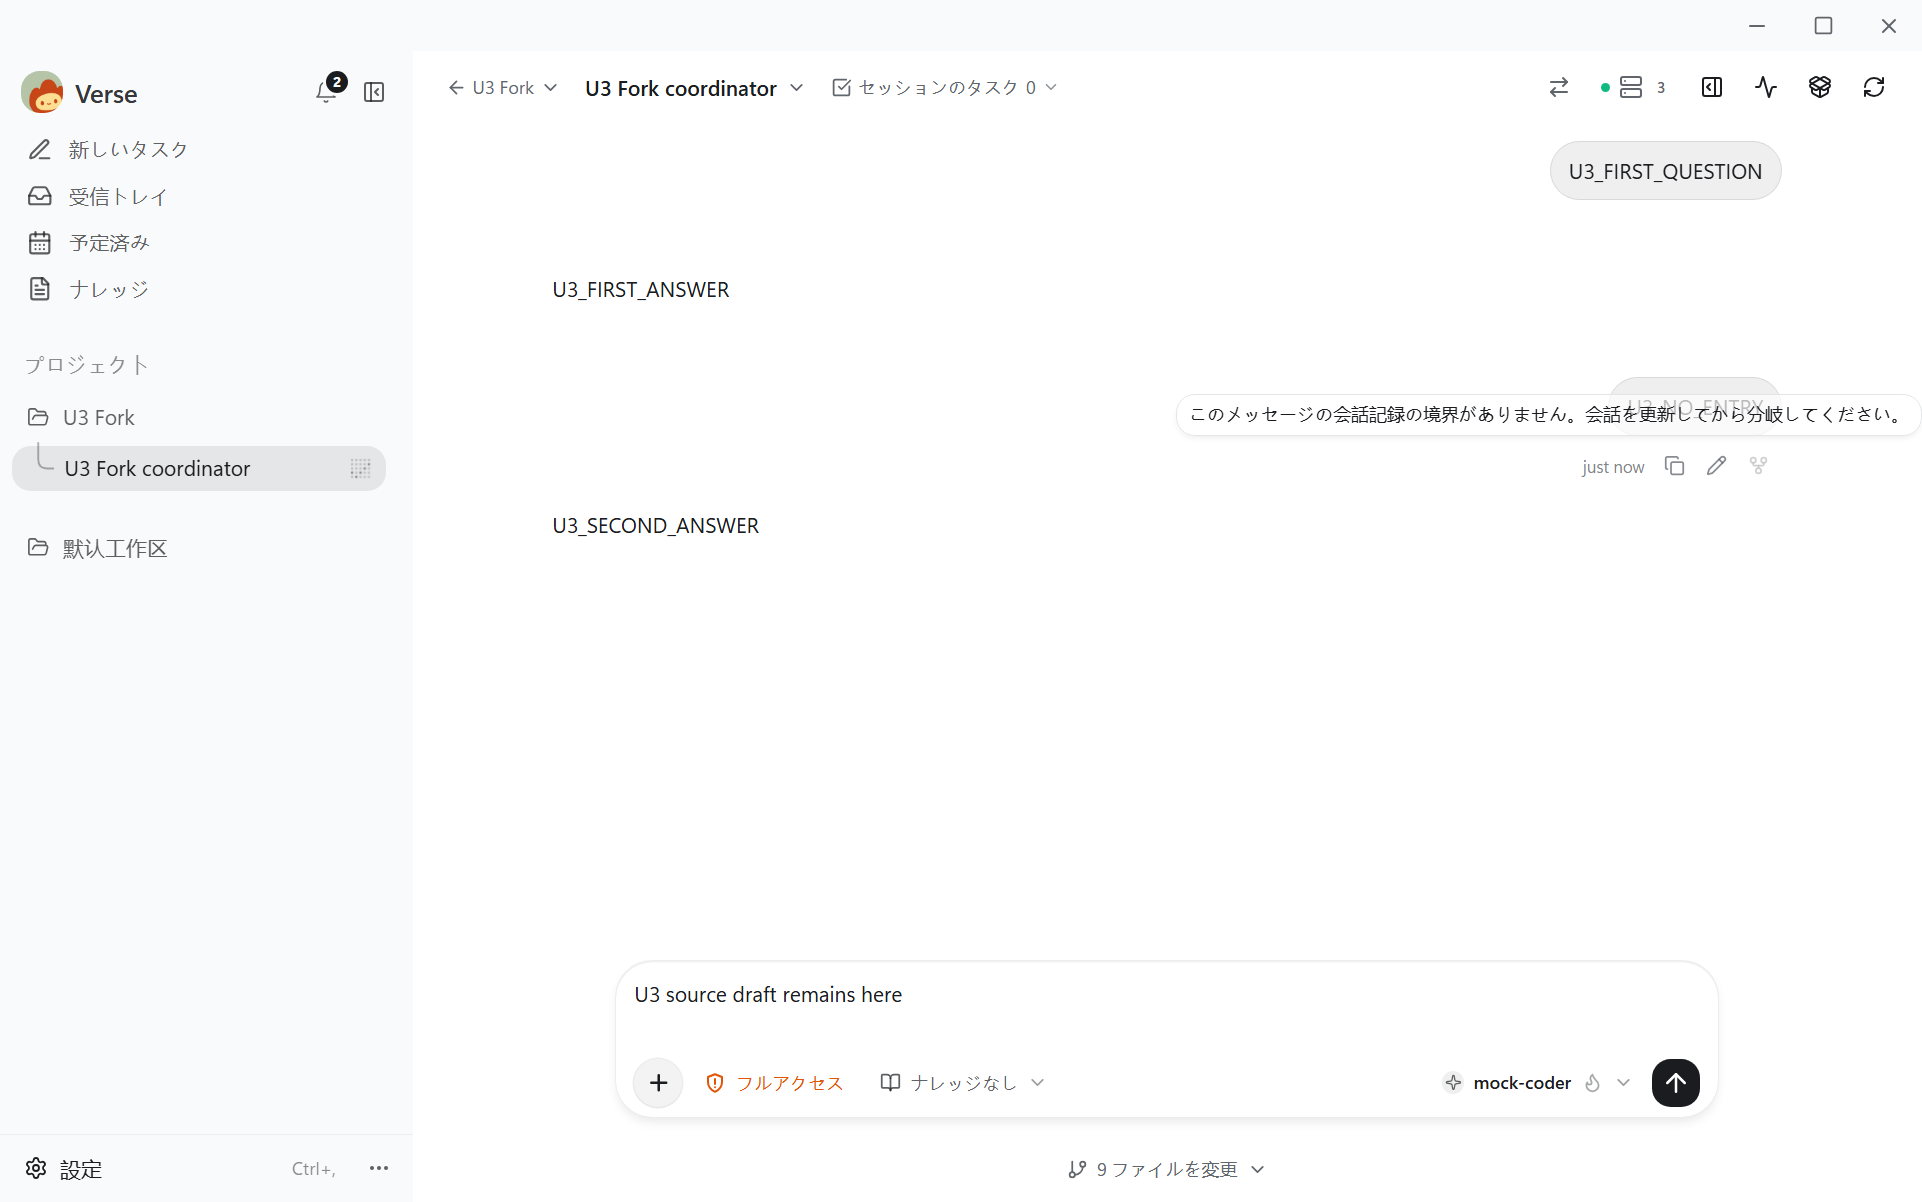 Verse
2
新しいタスク
受信トレイ
予定済み
ナレッジ
プロジェクト
U3 Fork
U3 Fork coordinator
默认工作区
設定
Ctrl+,
U3 Fork
U3 Fork coordinator
セッションのタスク 0
3
U3_FIRST_QUESTION
U3_FIRST_ANSWER
U3_NO_ENTRY
このメッセージの会話記録の境界がありません。会話を更新してから分岐してください。
just now
U3_SECOND_ANSWER
U3 source draft remains here
フルアクセス
ナレッジなし
mock-coder
9 ファイルを変更